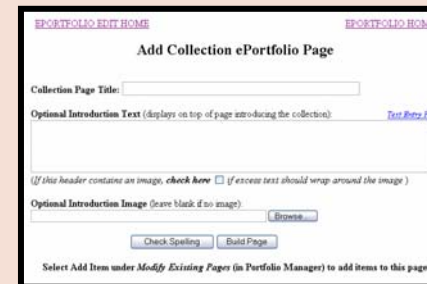 EPORTFOLIO EDIT HOME EPORTFOLIO HOM
Add Collection ePortfolio Page
Collection Page Title:
Optional Introduction Text (displays on top of page introducing the collection): Text Entry
(If this header contains an image, check here if excess text should wrap around the image )
Optional Introduction Image (leave blank if no image):
Browse...
Check Spelling Build Page
Select Add Item under Modify Existing Pages (in Portfolio Manager) to add items to this page